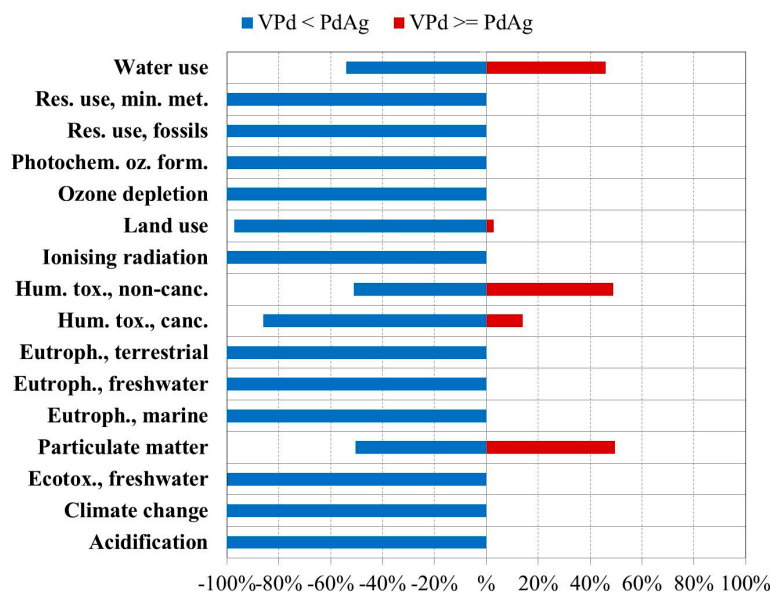 VPd < PdAg VPd >= PdAg
Water use
Res. use, min. met.
Res. use, fossils
Photochem. oz. form.
Ozone depletion
Land use
Ionising radiation
Hum. tox., non-canc.
Hum. tox., canc.
Eutroph., terrestrial
Eutroph., freshwater
Eutroph., marine
Particulate matter
Ecotox., freshwater
Climate change
Acidification
-100% -80% -60% -40% -20% % 20% 40% 60% 80% 100%